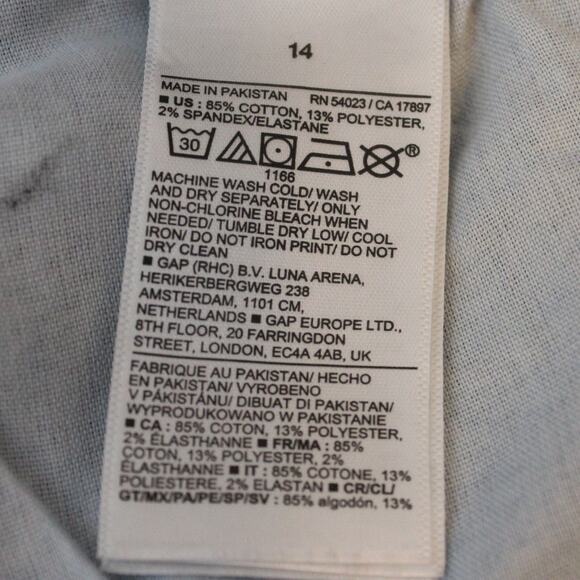 14
MADE IN PAKISTAN RN 54023 / CA 17897
■ US : 85% COTTON, 13% POLYESTER,
2% SPANDEX/ELASTANE
30 ®
1166
MACHINE WASH COLD/ WASH
AND DRY SEPARATELY/ ONLY
NON-CHLORINE BLEACH WHEN
NEEDED/ TUMBLE DRY LOW/ COOL
IRON/ DO NOT IRON PRINT/ DO NOT
DRY CLEAN
■ GAP (RHC) B.V. LUNA ARENA,
HERIKERBERGWEG 238
AMSTERDAM, 1101 CM,
NETHERLANDS ■ GAP EUROPE LTD.,
8TH FLOOR, 20 FARRINGDON
STREET, LONDON, EC4A 4AB, UK
FABRIQUE AU PAKISTAN/ HECHO
EN PAKISTAN/ VYROBENO
V PÁKISTÁNU/ DIBUAT DI PAKISTAN/
WYPRODUKOWANO W PAKISTANIE
■ CA : 85% COTON, 13% POLYESTER,
2% ÉLASTHANNE ■ FR/MA : 85%
COTON, 13% POLYESTER, 2%
ÉLASTHANNE ■ IT : 85% COTONE, 13%
POLIESTERE, 2% ELASTAN ■ CR/CL/
GT/MX/PA/PE/SP/SV : 85% algodón, 13%